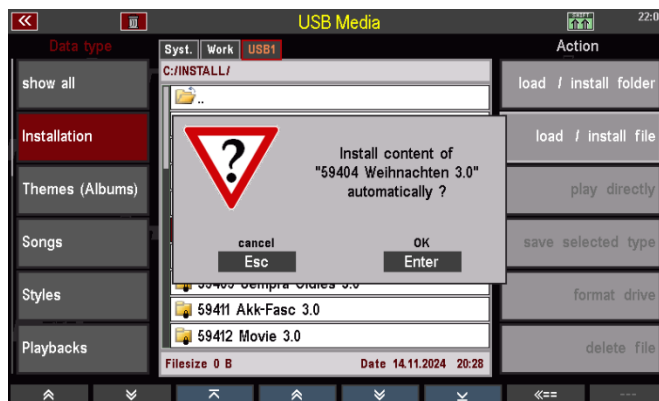 USB Media
SHIFT
22:0
Data type
Syst. Work USB1
Action
C:/INSTALL/
show all
..
load / install folder
Installation
load / install file
?
Install content of
"59404 Weihnachten 3.0"
automatically ?
Themes (Albums)
play directly
Songs
save selected type
cancel
OK
Esc
Enter
Styles
format drive
59411 Akk-Fasc 3.0
59412 Movie 3.0
Playbacks
delete file
Filesize 0 B
Date 14.11.2024 20:28
«==
---